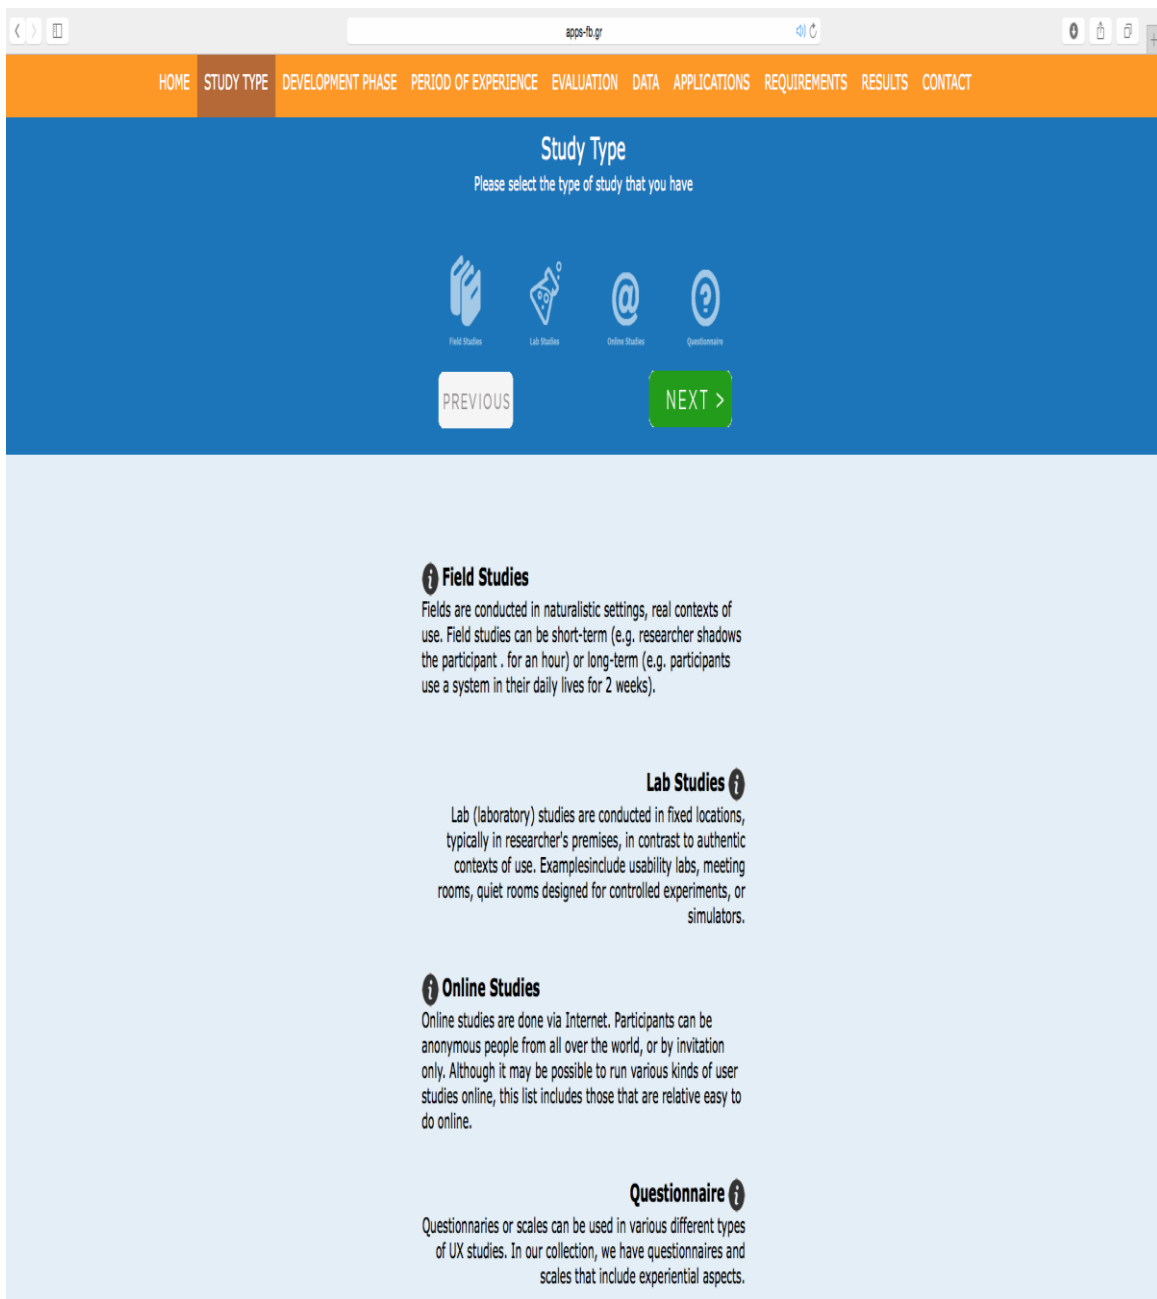 apps-fb.gr
HOME STUDY TYPE DEVELOPMENT PHASE PERIOD OF EXPERIENCE EVALUATION DATA APPLICATIONS REQUIREMENTS RESULTS CONTACT
Study Type
Please select the type of study that you have
Field Studies Lab Studies Online Studies Questionnaire
PREVIOUS NEXT >
Field Studies
Fields are conducted in naturalistic settings, real contexts of
use. Field studies can be short-term (e.g. researcher shadows
the participant . for an hour) or long-term (e.g. participants
use a system in their daily lives for 2 weeks).
Lab Studies
Lab (laboratory) studies are conducted in fixed locations,
typically in researcher's premises, in contrast to authentic
contexts of use. Examplesinclude usability labs, meeting
rooms, quiet rooms designed for controlled experiments, or
simulators.
Online Studies
Online studies are done via Internet. Participants can be
anonymous people from all over the world, or by invitation
only. Although it may be possible to run various kinds of user
studies online, this list includes those that are relative easy to
do online.
Questionnaire
Questionnaries or scales can be used in various different types
of UX studies. In our collection, we have questionnaires and
scales that include experiential aspects.